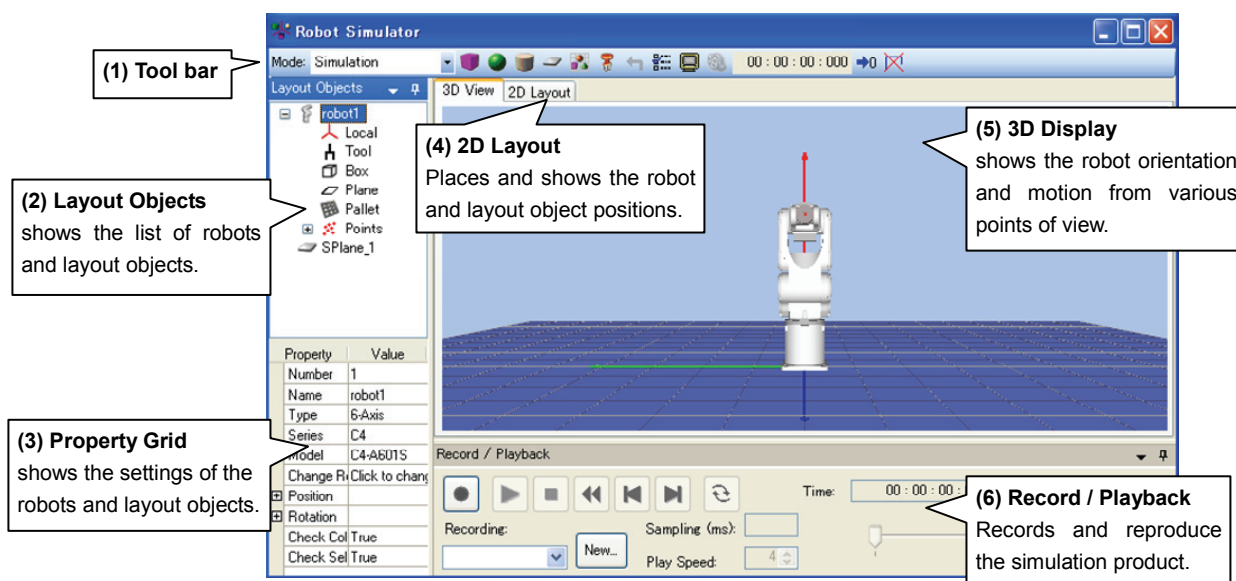 Robot Simulator
(1) Tool bar
Mode: Simulation
00 : 00 : 00 : 000
Layout Objects
3D View
2D Layout
robot1
Local
Tool
Box
Plane
Pallet
Points
SPlane_1
(2) Layout Objects
shows the list of robots
and layout objects.
(4) 2D Layout
Places and shows the robot
and layout object positions.
(5) 3D Display
shows the robot orientation
and motion from various
points of view.
Property Value
Number 1
Name robot1
Type 6-Axis
Series C4
Model C4-A601S
Change R Click to chang
Position
Rotation
Check Col True
Check Sel True
(3) Property Grid
shows the settings of the
robots and layout objects.
Record / Playback
Time: 00 : 00 : 00 :
Recording:
New...
Sampling (ms):
Play Speed: 4
(6) Record / Playback
Records and reproduce
the simulation product.